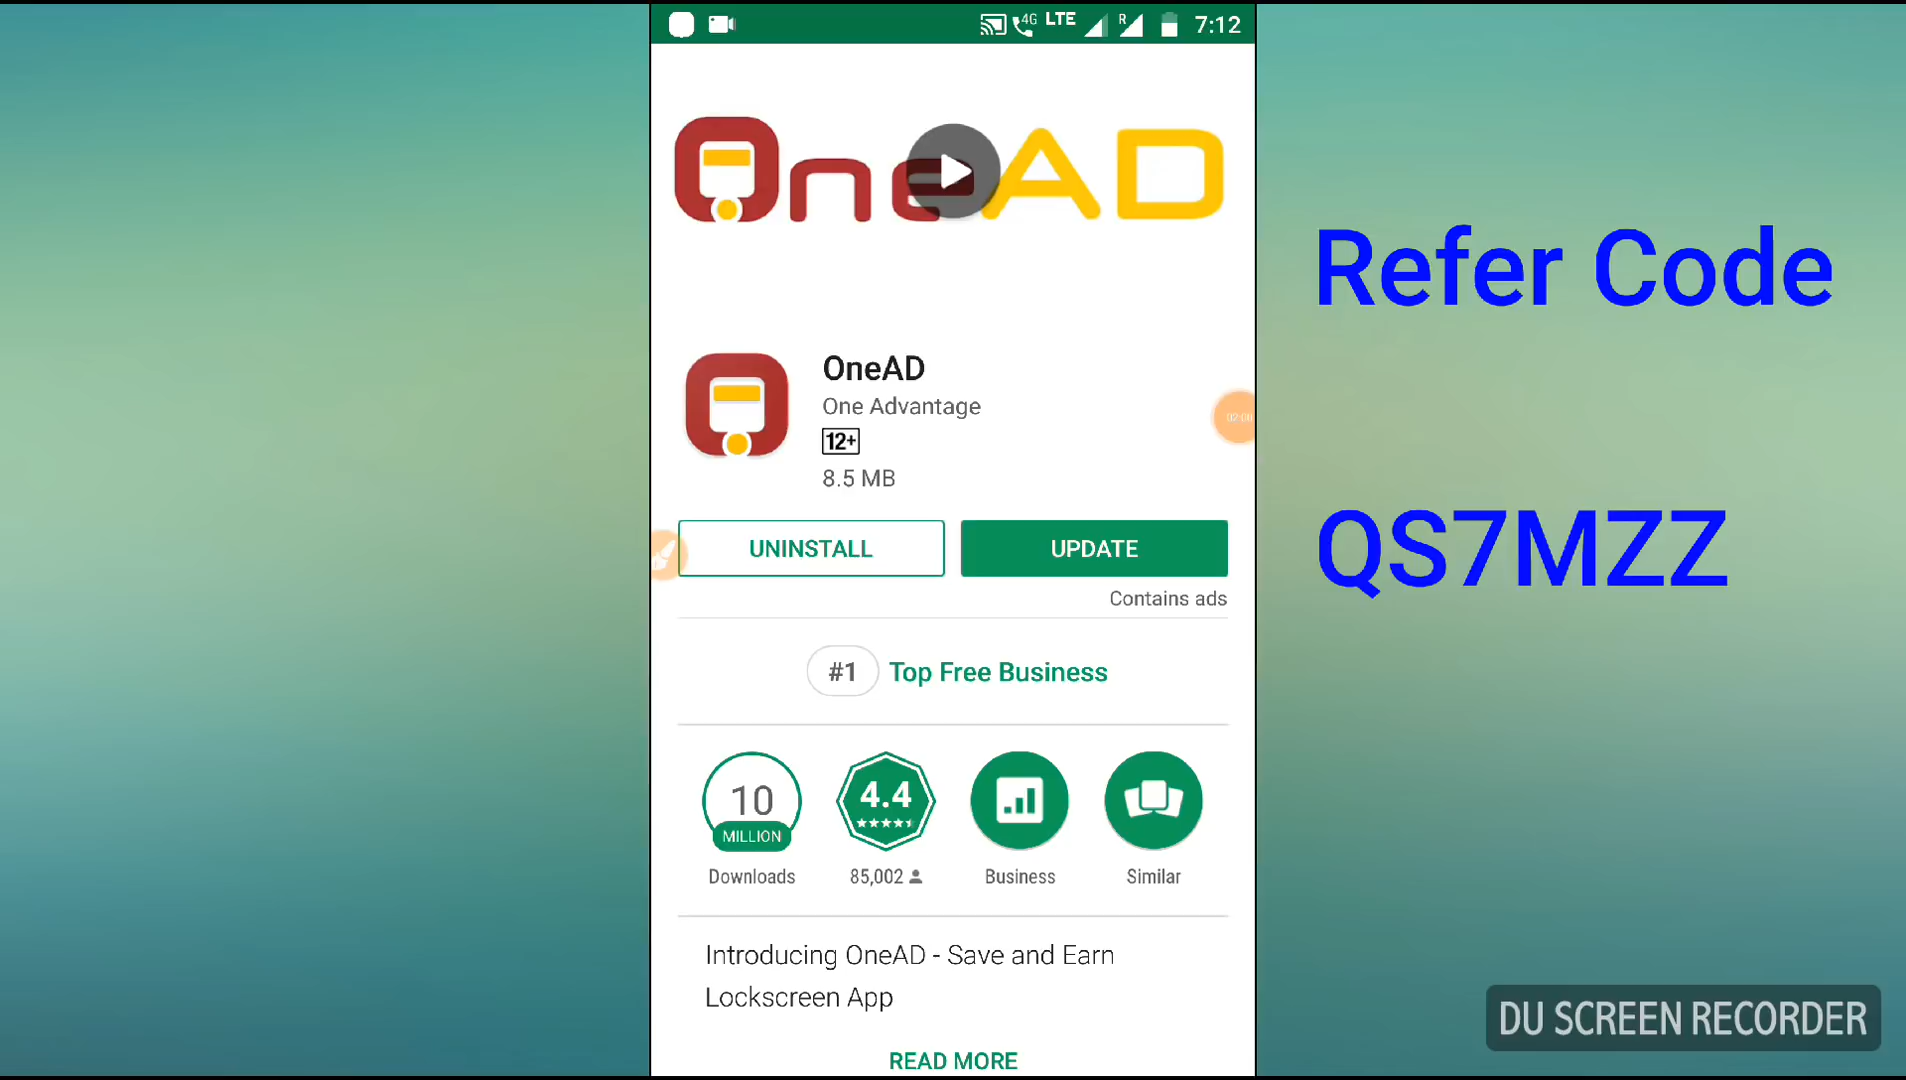 4G LTE R 7:12
OneAD
Refer Code
OneAD
One Advantage
12+
8.5 MB
02:00
QS7MZZ
UNINSTALL
UPDATE
Contains ads
#1 Top Free Business
10 MILLION
4.4
Downloads
85,002
Business
Similar
Introducing OneAD - Save and Earn
Lockscreen App
READ MORE
DU SCREEN RECORDER